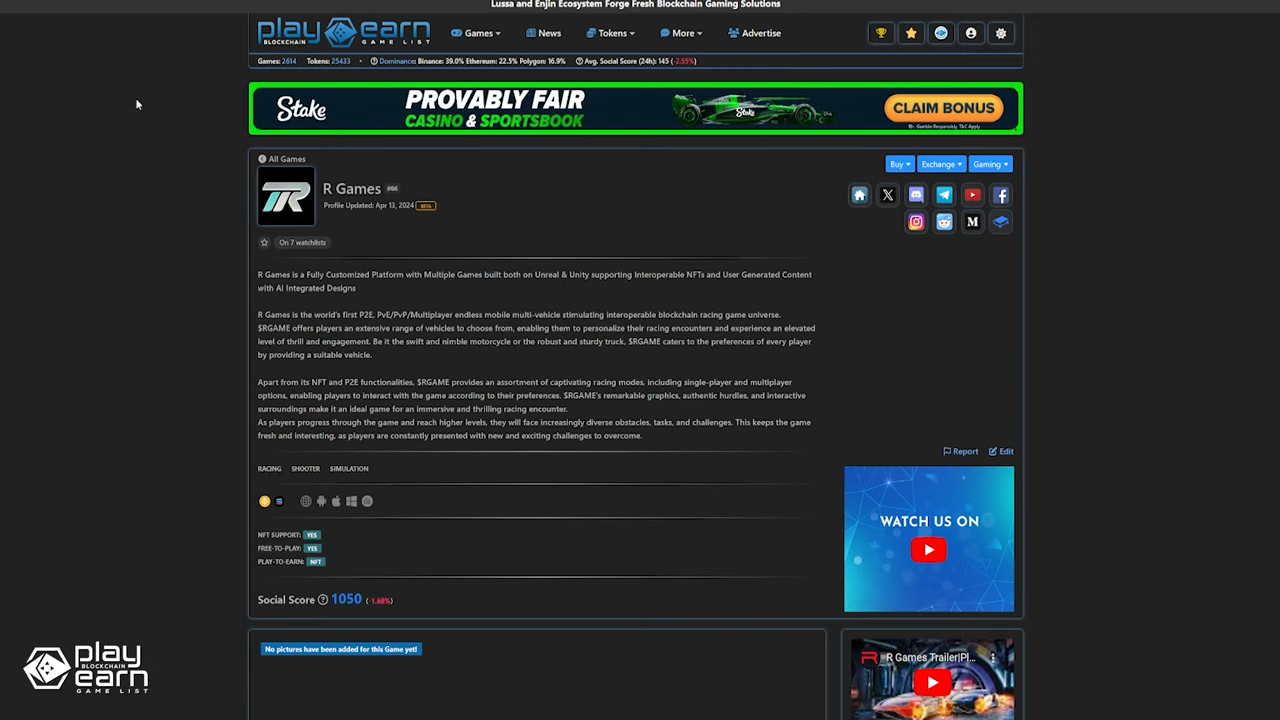 Lussa and Enjin Ecosystem Forge Fresh Blockchain Gaming Solutions
play earn
BLOCKCHAIN GAME LIST
Games News Tokens More Advertise
Games: 2614 Tokens: 25433 • Dominance: Binance: 39.0% Ethereum: 22.5% Polygon: 16.9% Avg. Social Score (24h): 145 (-2.55%)
Stake
PROVABLY FAIR
CASINO & SPORTSBOOK
Stake
CLAIM BONUS
18+. Gamble Responsibly. T&C Apply
All Games
Buy Exchange Gaming
R Games #66
Profile Updated: Apr 13, 2024 BETA
On 7 watchlists
R Games is a Fully Customized Platform with Multiple Games built both on Unreal & Unity supporting Interoperable NFTs and User Generated Content
with AI Integrated Designs
R Games is the world's first P2E, PvE/PvP/Multiplayer endless mobile multi-vehicle stimulating interoperable blockchain racing game universe.
$RGAME offers players an extensive range of vehicles to choose from, enabling them to personalize their racing encounters and experience an elevated
level of thrill and engagement. Be it the swift and nimble motorcycle or the robust and sturdy truck, $RGAME caters to the preferences of every player
by providing a suitable vehicle.
Apart from its NFT and P2E functionalities, $RGAME provides an assortment of captivating racing modes, including single-player and multiplayer
options, enabling players to interact with the game according to their preferences. $RGAME's remarkable graphics, authentic hurdles, and interactive
surroundings make it an ideal game for an immersive and thrilling racing encounter.
As players progress through the game and reach higher levels, they will face increasingly diverse obstacles, tasks, and challenges. This keeps the game
fresh and interesting, as players are constantly presented with new and exciting challenges to overcome.
Report Edit
RACING SHOOTER SIMULATION
NFT SUPPORT: YES
FREE-TO-PLAY: YES
PLAY-TO-EARN: NFT
Social Score 1050 (-1.68%)
WATCH US ON
No pictures have been added for this Game yet!
R Games Trailer|Pl...
play
BLOCKCHAIN
earn
GAME LIST